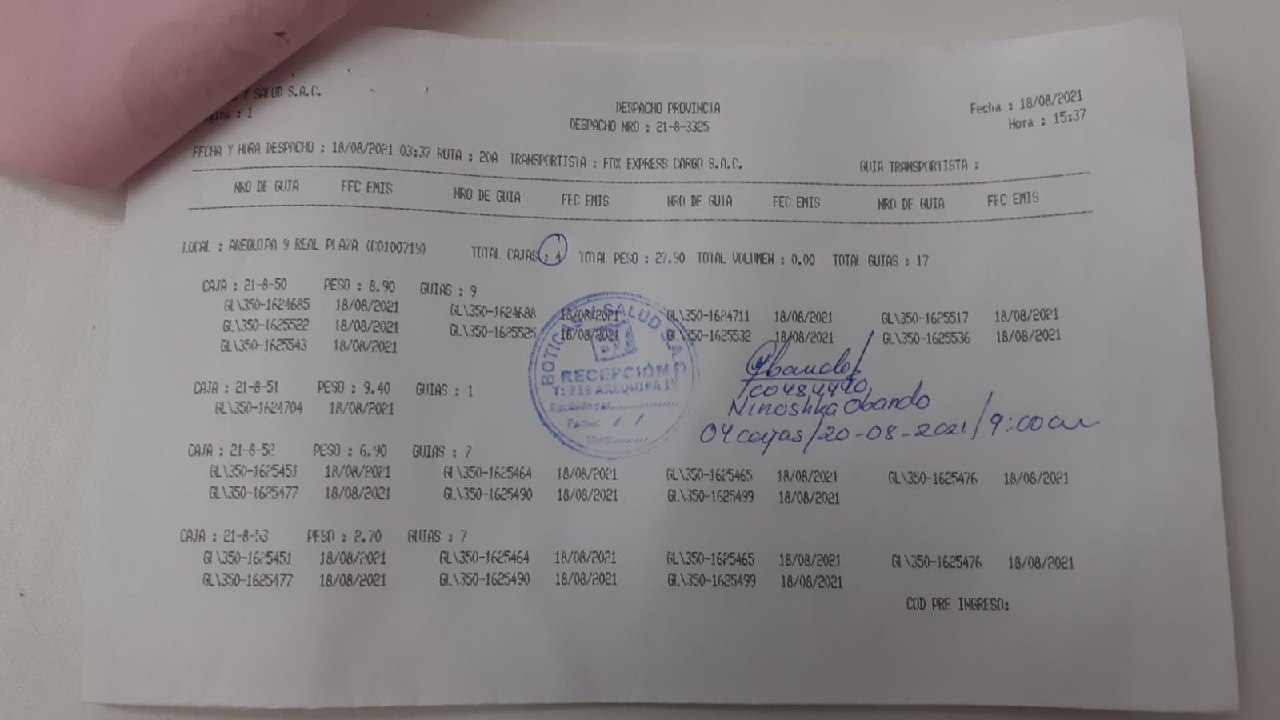 Y SALUD S.A.C.
: 1
DESPACHO PROVINCIA
DESPACHO NRO : 21-8-3325
Fecha : 18/08/2021
Hora : 15:37
FECHA Y HORA DESPACHO : 18/08/2021 03:37 RUTA : 20A TRANSPORTISTA : FOX EXPRESS CARGO S.A.C. GUIA TRANSPORTISTA :
NRO DE GUIA FEC EMIS NRO DE GUIA FEC EMIS NRO DE GUIA FEC EMIS NRO DE GUIA FEC EMIS
LOCAL : AREQUIPA 9 REAL PLAZA (CD100719) TOTAL CAJAS : 4 TOTAL PESO : 27.90 TOTAL VOLUMEN : 0.00 TOTAL GUIAS : 17
CAJA : 21-8-50 PESO : 8.90 GUIAS : 9
GL\350-1624685 18/08/2021 GL\350-1624688 18/08/2021 GL\350-1624711 18/08/2021 GL\350-1625517 18/08/2021
GL\350-1625522 18/08/2021 GL\350-1625525 18/08/2021 GL\350-1625532 18/08/2021 GL\350-1625536 18/08/2021
GL\350-1625543 18/08/2021
BOTICAS Y SALUD S.A.C.
RECEPCIÓN
T: 719 AREQUIPA
Recibido por:
Fecha: / /
Hora:
Obando
Ninoshka Obando
04 cajas/20-08-2021/9:00am
CAJA : 21-8-51 PESO : 9.40 GUIAS : 1
GL\350-1624704 18/08/2021
CAJA : 21-8-52 PESO : 6.90 GUIAS : 7
GL\350-1625451 18/08/2021 GL\350-1625464 18/08/2021 GL\350-1625465 18/08/2021 GL\350-1625476 18/08/2021
GL\350-1625477 18/08/2021 GL\350-1625490 18/08/2021 GL\350-1625499 18/08/2021
CAJA : 21-8-53 PESO : 2.70 GUIAS : 7
GL\350-1625451 18/08/2021 GL\350-1625464 18/08/2021 GL\350-1625465 18/08/2021 GL\350-1625476 18/08/2021
GL\350-1625477 18/08/2021 GL\350-1625490 18/08/2021 GL\350-1625499 18/08/2021
COD PRE INGRESO: